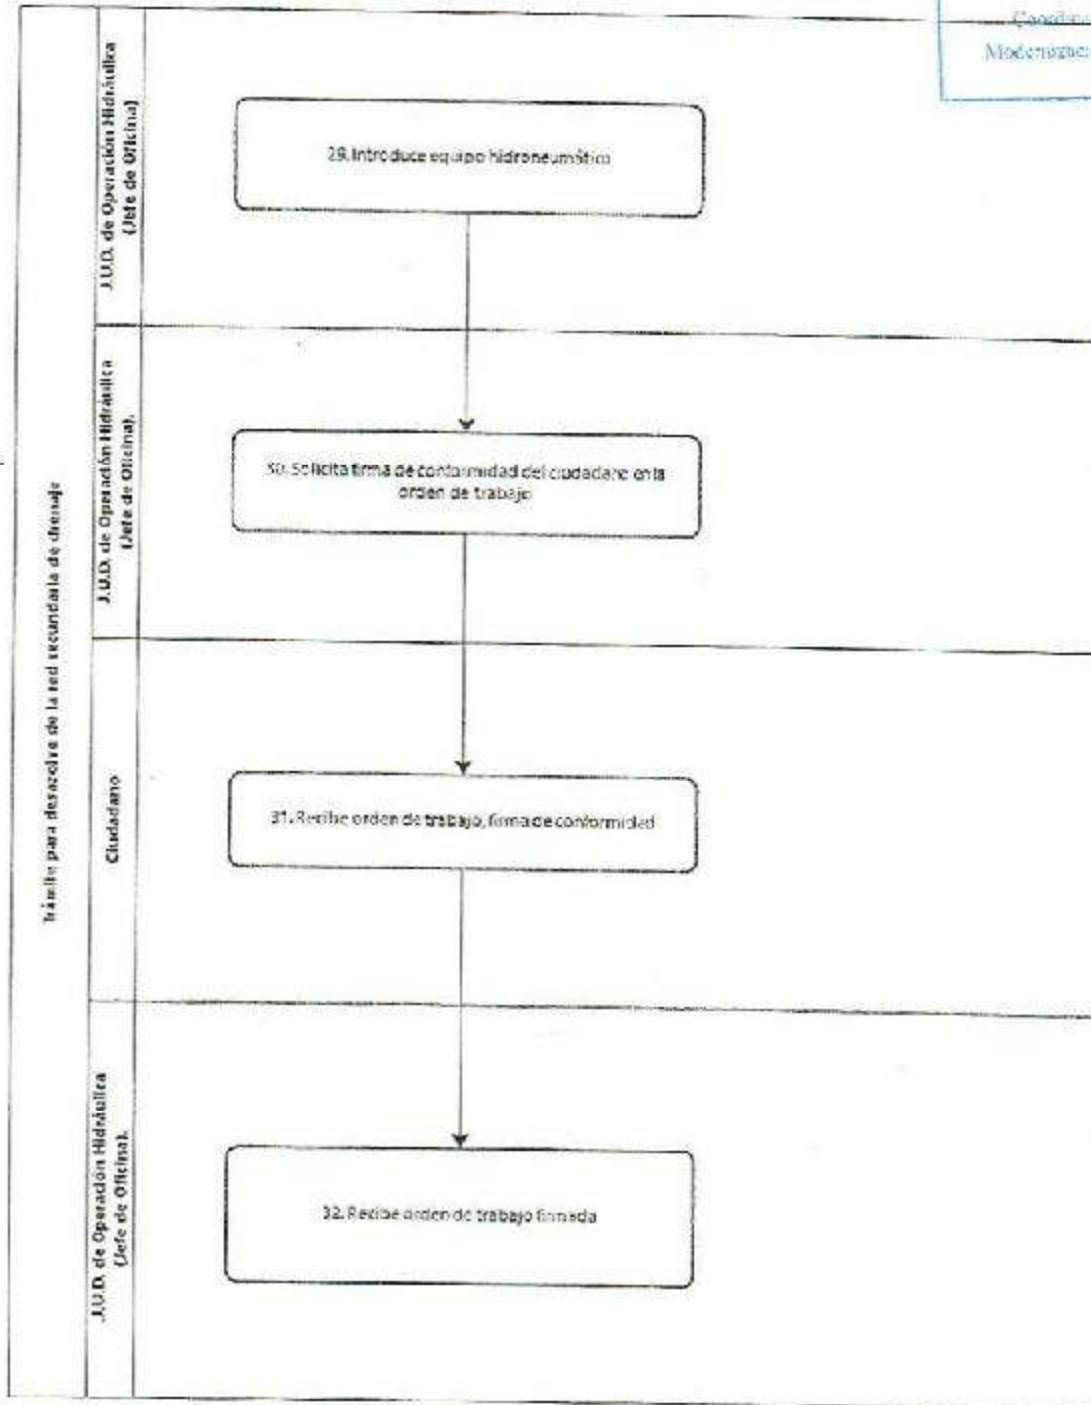 Coordina
Modernizac
Trámite para desazolve de la red secundaria de drenaje
J.U.D. de Operación Hidráulica
(Jefe de Oficina)
29. Introduce equipo hidroneumático
J.U.D. de Operación Hidráulica
(Jefe de Oficina).
30. Solicita firma de conformidad del ciudadano en la
orden de trabajo
Ciudadano
31. Recibe orden de trabajo, firma de conformidad
J.U.D. de Operación Hidráulica
(Jefe de Oficina).
32. Recibe orden de trabajo firmada